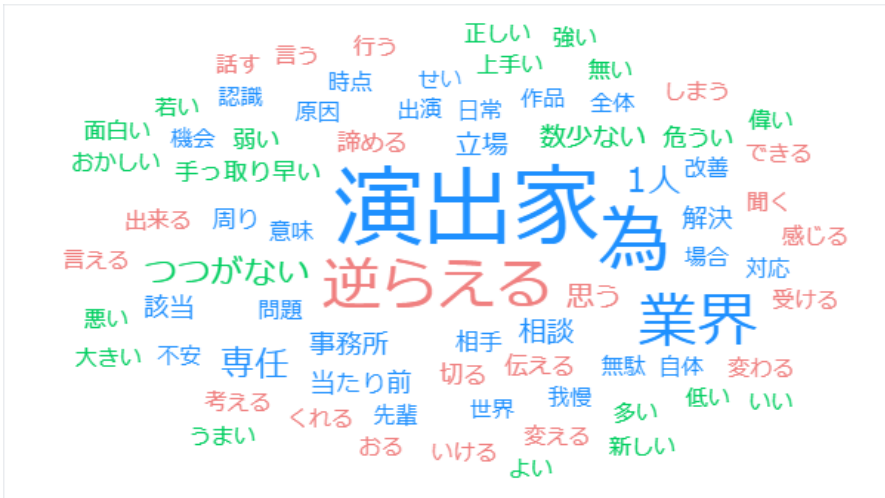 正しい 強い
話す 言う 行う 上手い 無い
認識 時点 せい しまう
若い 原因 出演 日常 作品 全体
面白い 機会 弱い 諦める 立場 数少ない 危うい 偉い
おかしい 手っ取り早い 1人 改善 できる
演出家 為
出来る 周り 意味 解決 聞く
言える つつがない 逆らえる 思う 場合 対応 感じる
悪い 該当 問題 業界 受ける
大きい 不安 専任 事務所 相手 相談
当たり前 切る 伝える 無駄 自体 変わる
考える くれる 先輩 世界 我慢 多い 低い いい
うまい おる いける 変える 新しい
よい